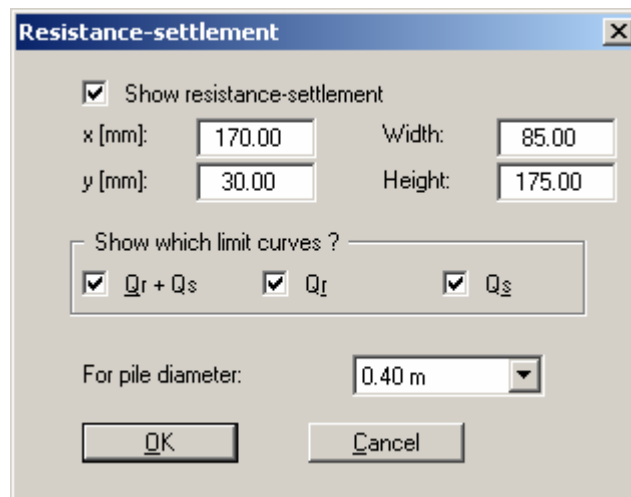 Resistance-settlement
Show resistance-settlement
x [mm]: 170.00 Width: 85.00
y [mm]: 30.00 Height: 175.00
Show which limit curves ?
Qr + Qs Qr Qs
For pile diameter: 0.40 m
OK Cancel